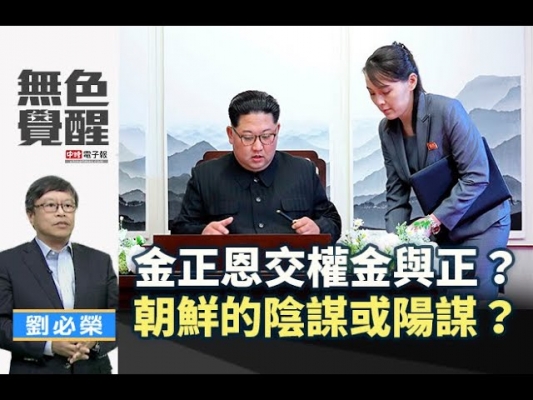 無色
覺醒
中時 電子報
劉必榮
金正恩交權金與正？
朝鮮的陰謀或陽謀？